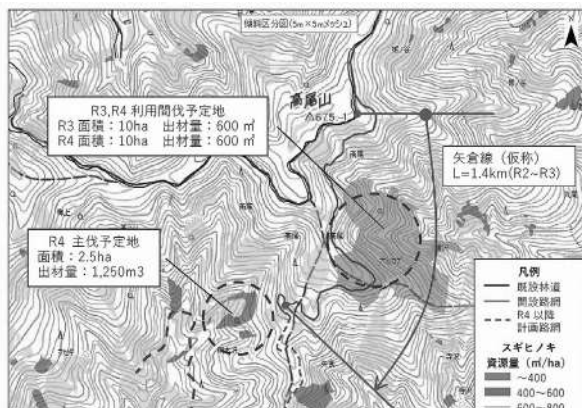 傾斜区分図(5m×5mメッシュ)
高尾山
675.1
R3,R4 利用間伐予定地
R3 面積：10ha 出材量：600 ㎥
R4 面積：10ha 出材量：600 ㎥
矢倉線（仮称）
L=1.4km(R2~R3)
R4 主伐予定地
面積：2.5ha
出材量：1,250m3
凡例
既設林道
開設路網
R4 以降
計画路網
スギヒノキ
資源量（㎥/ha）
～400
400～600
600～800